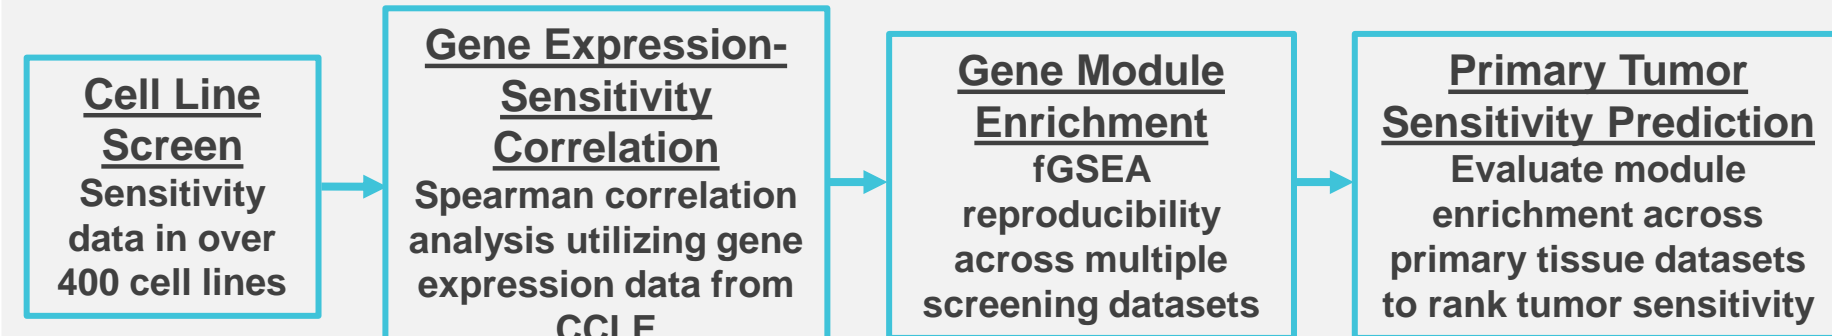 Cell Line
Screen
Sensitivity
data in over
400 cell lines
Gene Expression-
Sensitivity
Correlation
Spearman correlation
analysis utilizing gene
expression data from
CCLE
Gene Module
Enrichment
fGSEA
reproducibility
across multiple
screening datasets
Primary Tumor
Sensitivity Prediction
Evaluate module
enrichment across
primary tissue datasets
to rank tumor sensitivity